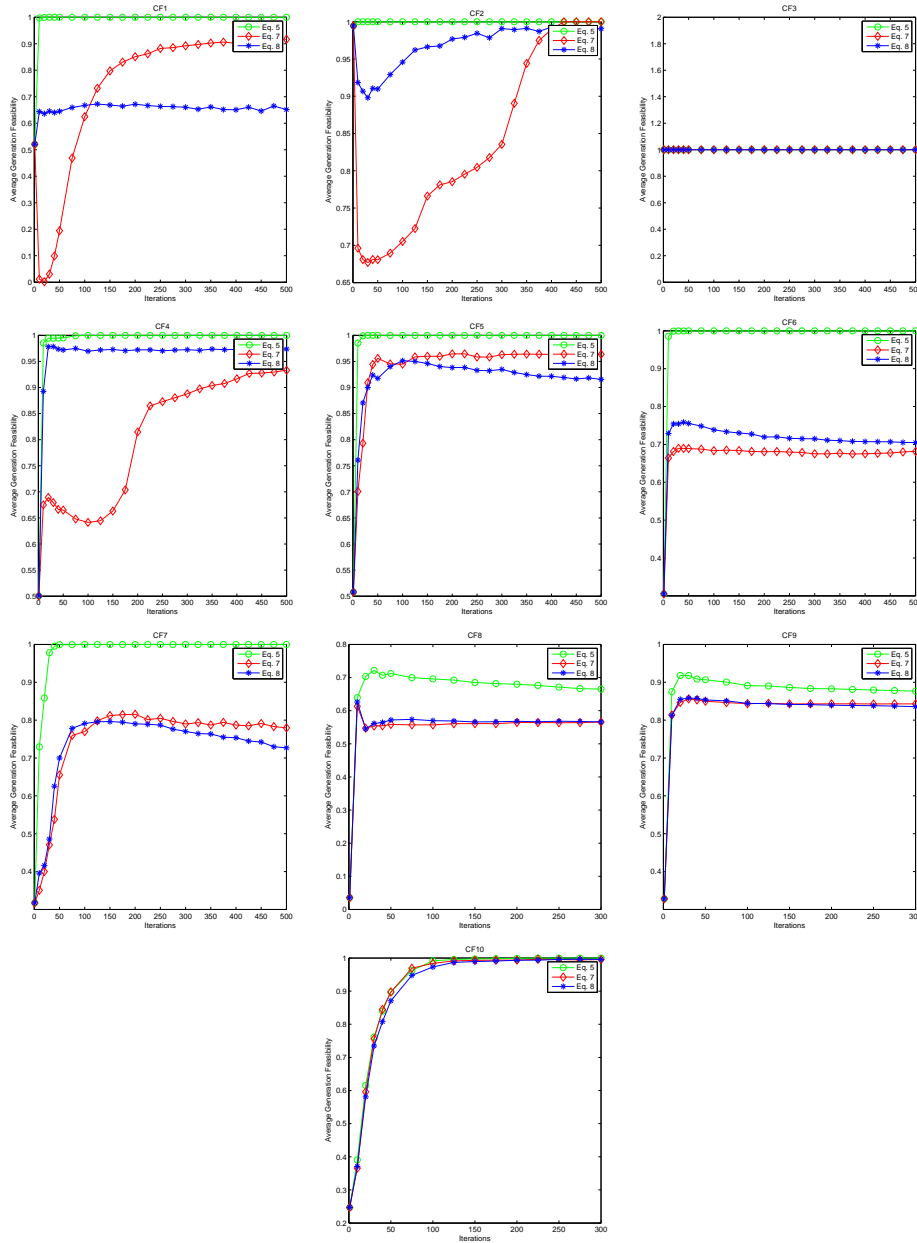 CF1
1
0.9
0.8
0.7
0.6
0.5
0.4
0.3
0.2
0.1
0
0 50 100 150 200 250 300 350 400 450 500
Iterations
Average Generation Feasibility
Eq. 5
Eq. 7
Eq. 8
CF2
1
0.95
0.9
0.85
0.8
0.75
0.7
0.65
0 50 100 150 200 250 300 350 400 450 500
Iterations
Average Generation Feasibility
Eq. 5
Eq. 7
Eq. 8
CF3
2
1.8
1.6
1.4
1.2
1
0.8
0.6
0.4
0.2
0
0 50 100 150 200 250 300 350 400 450 500
Iterations
Average Generation Feasibility
Eq. 5
Eq. 7
Eq. 8
CF4
1
0.95
0.9
0.85
0.8
0.75
0.7
0.65
0.6
0.55
0.5
0 50 100 150 200 250 300 350 400 450 500
Iterations
Average Generation Feasibility
Eq. 5
Eq. 7
Eq. 8
CF5
1
0.95
0.9
0.85
0.8
0.75
0.7
0.65
0.6
0.55
0.5
0 50 100 150 200 250 300 350 400 450 500
Iterations
Average Generation Feasibility
Eq. 5
Eq. 7
Eq. 8
CF6
1
0.9
0.8
0.7
0.6
0.5
0.4
0 50 100 150 200 250 300 350 400 450 500
Iterations
Average Generation Feasibility
Eq. 5
Eq. 7
Eq. 8
CF7
1
0.9
0.8
0.7
0.6
0.5
0.4
0 50 100 150 200 250 300 350 400 450 500
Iterations
Average Generation Feasibility
Eq. 5
Eq. 7
Eq. 8
CF8
0.8
0.7
0.6
0.5
0.4
0.3
0.2
0.1
0
0 50 100 150 200 250 300
Iterations
Average Generation Feasibility
Eq. 5
Eq. 7
Eq. 8
CF9
1
0.9
0.8
0.7
0.6
0.5
0.4
0 50 100 150 200 250 300
Iterations
Average Generation Feasibility
Eq. 5
Eq. 7
Eq. 8
CF10
1
0.9
0.8
0.7
0.6
0.5
0.4
0.3
0.2
0 50 100 150 200 250 300
Iterations
Average Generation Feasibility
Eq. 5
Eq. 7
Eq. 8